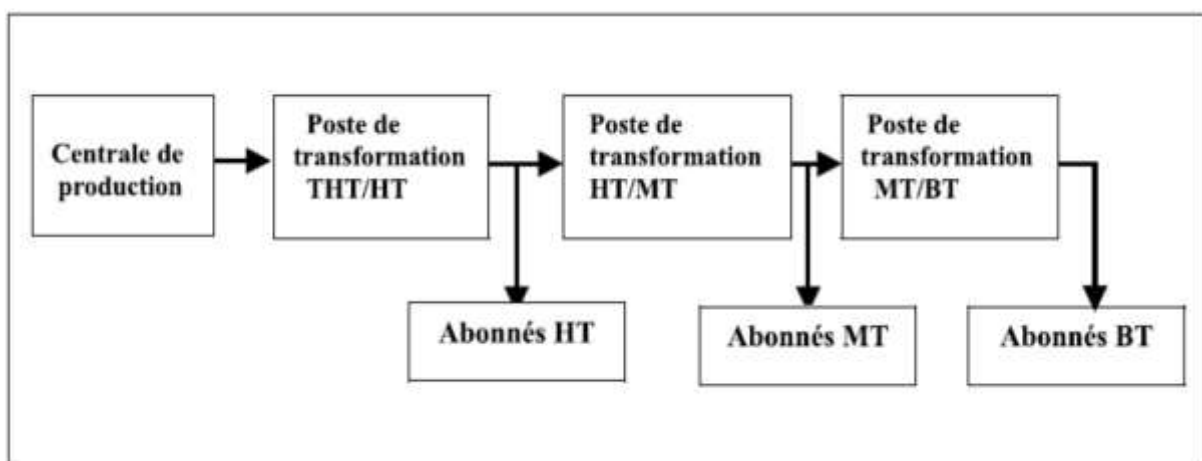 Centrale de
production
Poste de
transformation
THT/HT
Poste de
transformation
HT/MT
Poste de
transformation
MT/BT
Abonnés HT
Abonnés MT
Abonnés BT